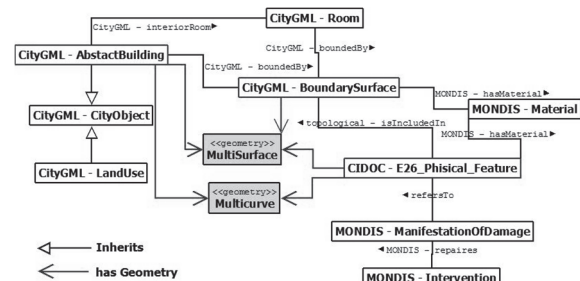 CityGML - Room
CityGML - interiorRoom ▶
CityGML - AbstactBuilding
CityGML - boundedBy▶
CityGML - boundedBy▶
CityGML - BoundarySurface
MONDIS - hasMaterial▶
MONDIS - Material
CityGML - CityObject
◀ topological - isIncludedIn
MONDIS - hasMaterial ▶
<<geometry>>
MultiSurface
CityGML - LandUse
CIDOC - E26_Phisical_Feature
<<geometry>>
Multicurve
◀ refersTo
MONDIS - ManifestationOfDamage
Inherits
◀ MONDIS - repaires
has Geometry
MONDIS - Intervention